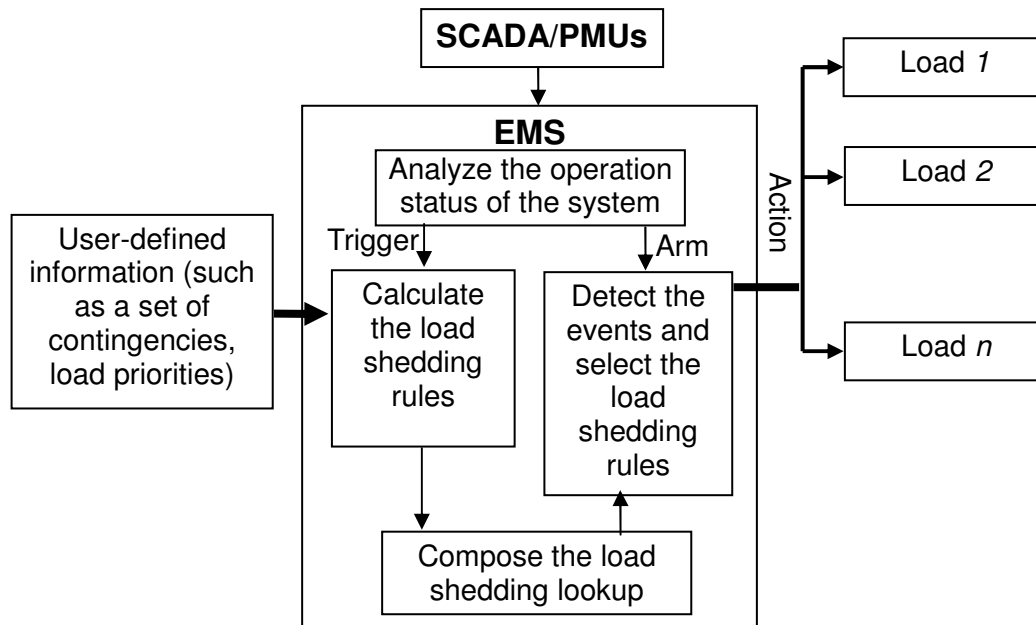 SCADA/PMUs
EMS
Analyze the operation
status of the system
Trigger
Arm
User-defined
information (such
as a set of
contingencies,
load priorities)
Calculate
the load
shedding
rules
Detect the
events and
select the
load
shedding
rules
Compose the load
shedding lookup
Action
Load 1
Load 2
Load n